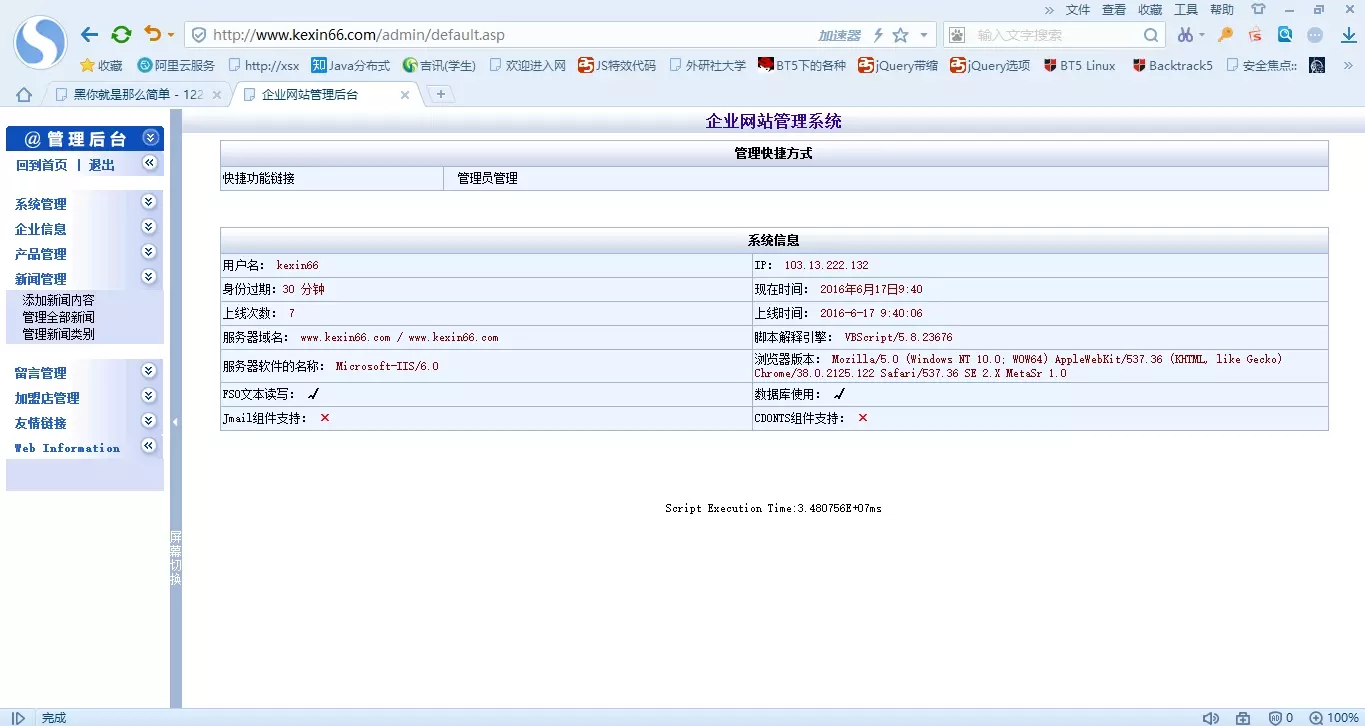 » 文件 查看 收藏 工具 帮助
http://www.kexin66.com/admin/default.asp 加速器 输入文字搜索
收藏 阿里云服务 http://xsx Java分布式 吉讯(学生) 欢迎进入网 JS特效代码 外研社大学 BT5下的各种 jQuery带缩 jQuery选项 BT5 Linux Backtrack5 安全焦点:: »
黑你就是那么简单 - 122 企业网站管理后台
企业网站管理系统
@ 管理后台
回到首页 | 退出
系统管理
企业信息
产品管理
新闻管理
添加新闻内容
管理全部新闻
管理新闻类别
留言管理
加盟店管理
友情链接
Web Information
屏幕切换
管理快捷方式
快捷功能链接 管理员管理
系统信息
用户名: kexin66 IP: 103.13.222.132
身份过期: 30 分钟 现在时间: 2016年6月17日9:40
上线次数: 7 上线时间: 2016-6-17 9:40:06
服务器域名: www.kexin66.com / www.kexin66.com 脚本解释引擎: VBScript/5.8.23676
服务器软件的名称: Microsoft-IIS/6.0 浏览器版本: Mozilla/5.0 (Windows NT 10.0; WOW64) AppleWebKit/537.36 (KHTML, like Gecko)
Chrome/38.0.2125.122 Safari/537.36 SE 2.X MetaSr 1.0
FSO文本读写: ✓ 数据库使用: ✓
Jmail组件支持: × CDONTS组件支持: ×
Script Execution Time:3.480756E+07ms
完成 0 100%